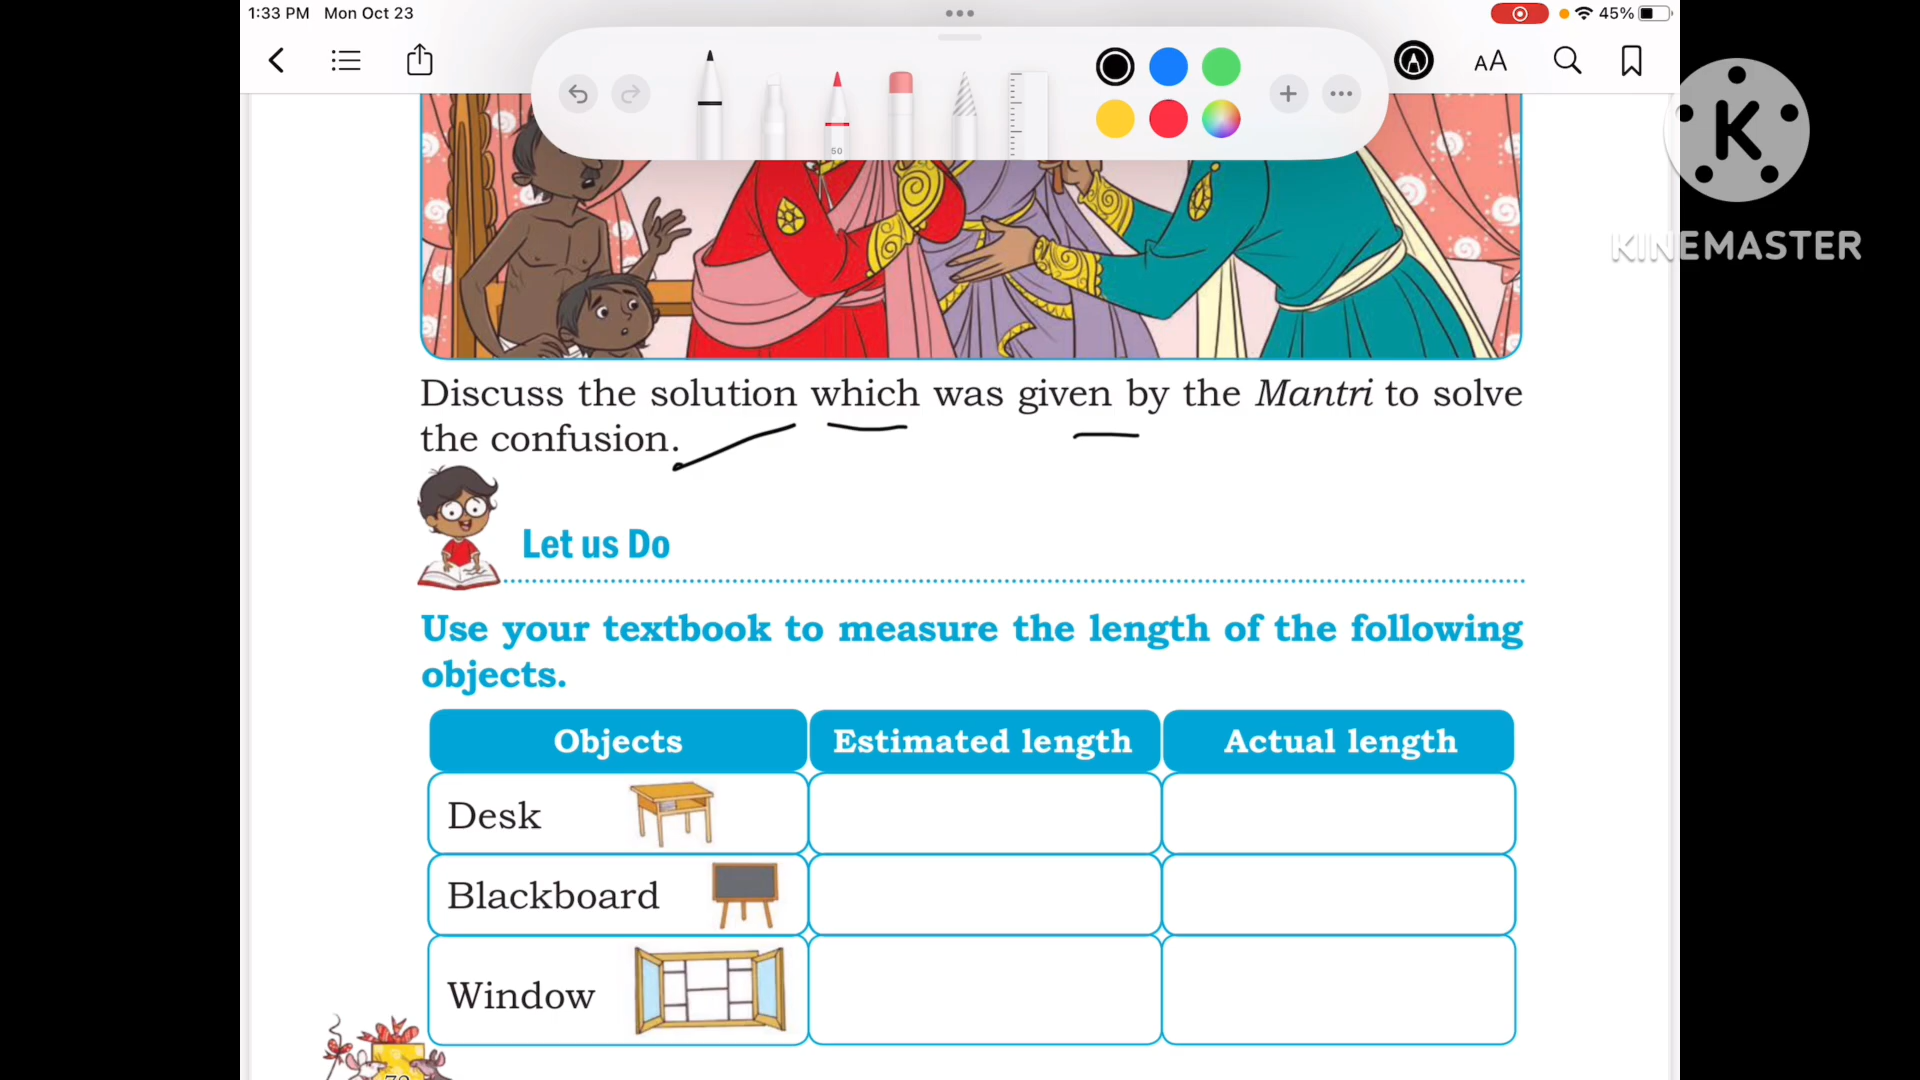 1:33 PM Mon Oct 23
45%
AA
50
K
KINEMASTER
Discuss the solution which was given by the Mantri to solve
the confusion.
Let us Do
Use your textbook to measure the length of the following
objects.
Objects Estimated length Actual length
Desk
Blackboard
Window